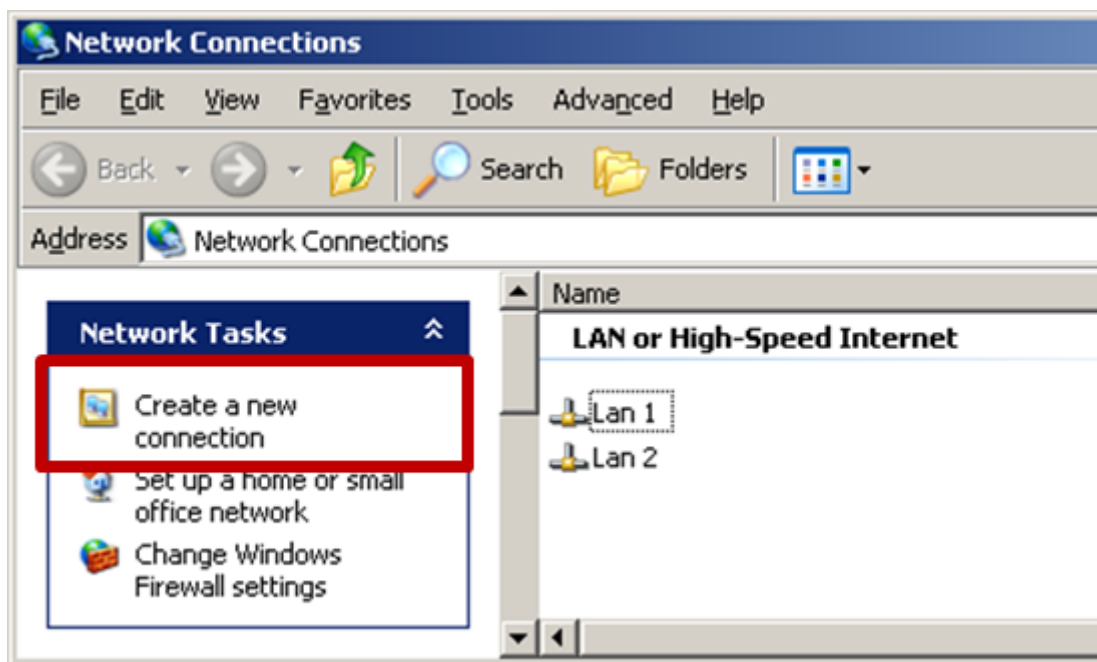 Network Connections
File Edit View Favorites Tools Advanced Help
Back Search Folders
Address Network Connections
Network Tasks
Create a new
connection
Set up a home or small
office network
Change Windows
Firewall settings
Name
LAN or High-Speed Internet
Lan 1
Lan 2